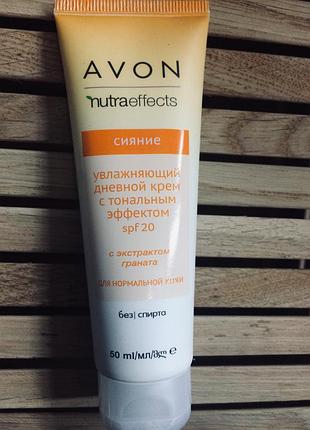 AVON
nutraeffects
сияние
увлажняющий
дневной крем
с тональным
эффектом
spf 20
с экстрактом
граната
для нормальной кожи
без| спирта
50 ml/мл/მლ e